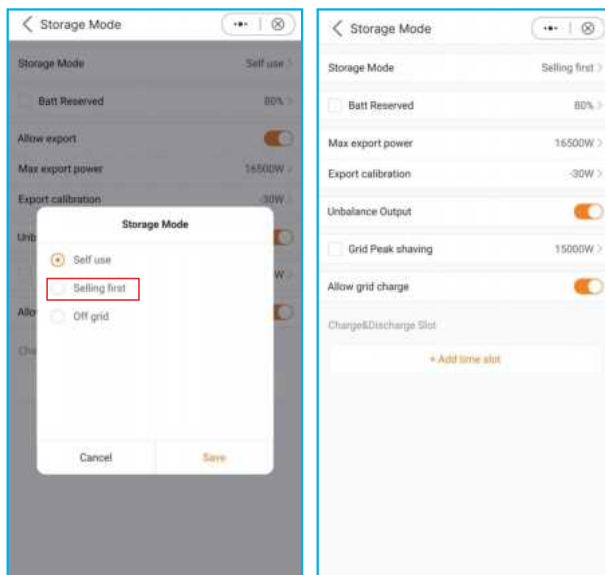 Storage Mode
Storage Mode Self use
Batt Reserved 80%
Allow export
Max export power 16500W
Export calibration -30W
Unb
Storage Mode
Self use
Selling first
W
Allo
Off grid
Cha
Cancel Save
Storage Mode
Storage Mode Selling first
Batt Reserved 80%
Max export power 16500W
Export calibration -30W
Unbalance Output
Grid Peak shaving 15000W
Allow grid charge
Charge&Discharge Slot
+ Add time slot